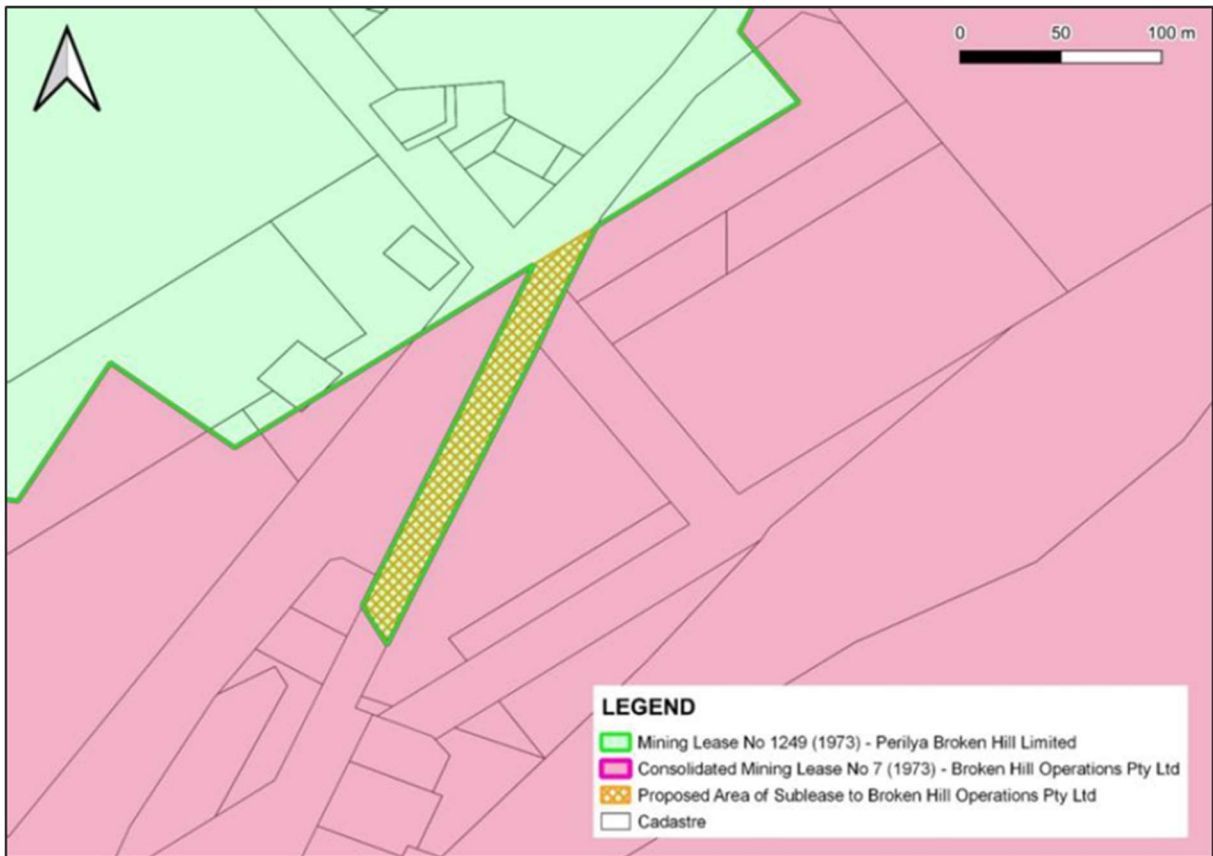 0 50 100 m
LEGEND
Mining Lease No 1249 (1973) - Perilya Broken Hill Limited
Consolidated Mining Lease No 7 (1973) - Broken Hill Operations Pty Ltd
Proposed Area of Sublease to Broken Hill Operations Pty Ltd
Cadastre